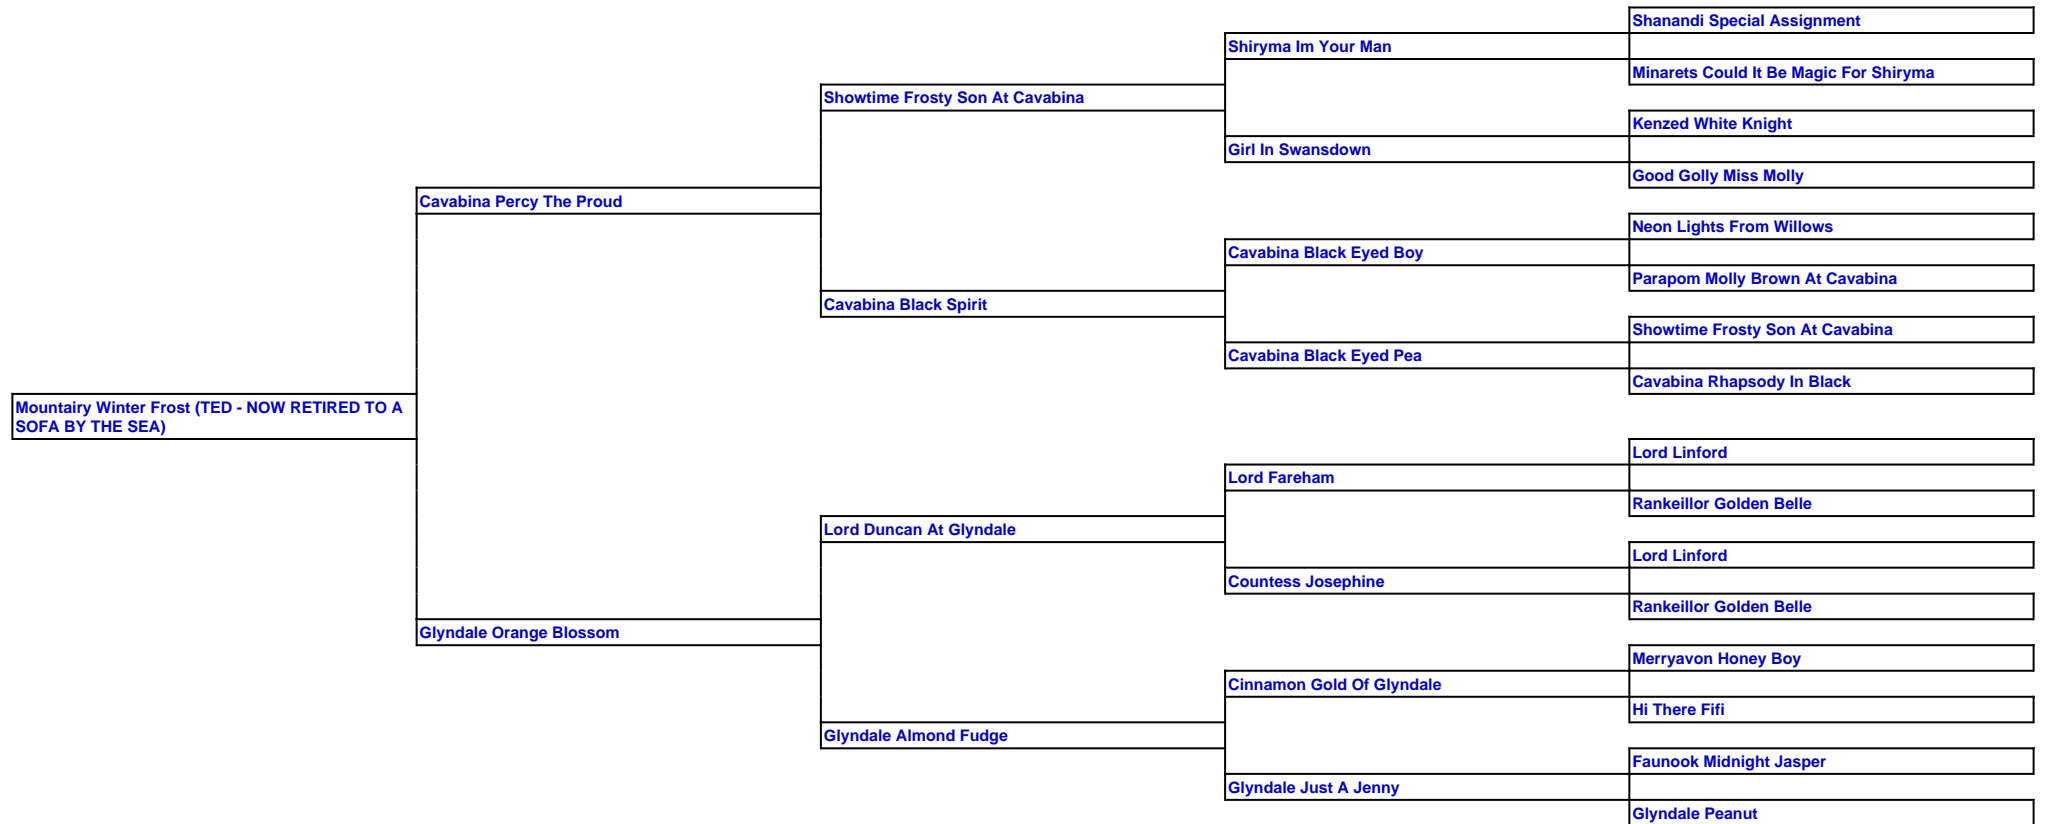 Shanandi Special Assignment
Shiryma Im Your Man
Minarets Could It Be Magic For Shiryma
Showtime Frosty Son At Cavabina
Kenzed White Knight
Girl In Swansdown
Good Golly Miss Molly
Cavabina Percy The Proud
Neon Lights From Willows
Cavabina Black Eyed Boy
Parapom Molly Brown At Cavabina
Cavabina Black Spirit
Showtime Frosty Son At Cavabina
Cavabina Black Eyed Pea
Cavabina Rhapsody In Black
Mountairy Winter Frost (TED - NOW RETIRED TO A
SOFA BY THE SEA)
Lord Linford
Lord Fareham
Rankeillor Golden Belle
Lord Duncan At Glyndale
Lord Linford
Countess Josephine
Rankeillor Golden Belle
Glyndale Orange Blossom
Merryavon Honey Boy
Cinnamon Gold Of Glyndale
Hi There Fifi
Glyndale Almond Fudge
Faunook Midnight Jasper
Glyndale Just A Jenny
Glyndale Peanut